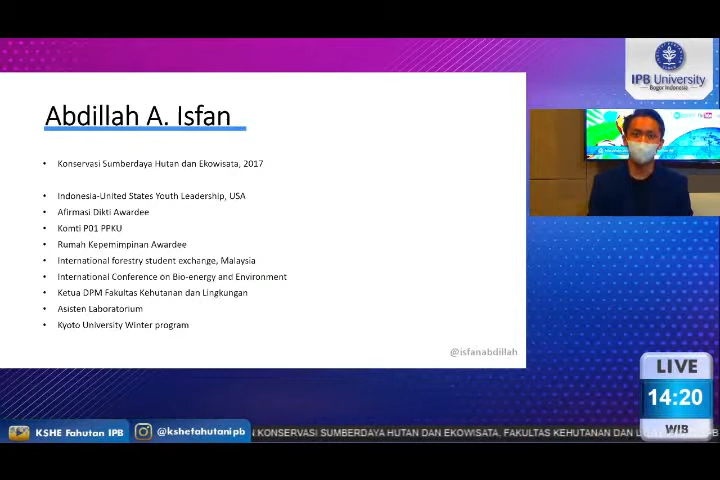 IPB University
Bogor Indonesia
Abdillah A. Isfan
• Konservasi Sumberdaya Hutan dan Ekowisata, 2017
• Indonesia-United States Youth Leadership, USA
• Afirmasi Dikti Awardee
• Komti P01 PPKU
• Rumah Kepemimpinan Awardee
• International forestry student exchange, Malaysia
• International Conference on Bio-energy and Environment
• Ketua DPM Fakultas Kehutanan dan Lingkungan
• Asisten Laboratorium
• Kyoto University Winter program
@isfanabdillah
LIVE
14:20
WIB
KSHE Fahutan IPB
@kshefahutanipb
N KONSERVASI SUMBERDAYA HUTAN DAN EKOWISATA, FAKULTAS KEHUTANAN DAN